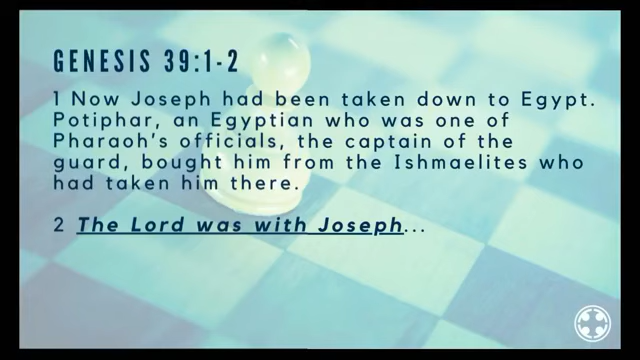 GENESIS 39:1-2
1 Now Joseph had been taken down to Egypt.
Potiphar, an Egyptian who was one of
Pharaoh's officials, the captain of the
guard, bought him from the Ishmaelites who
had taken him there.
2 The Lord was with Joseph...